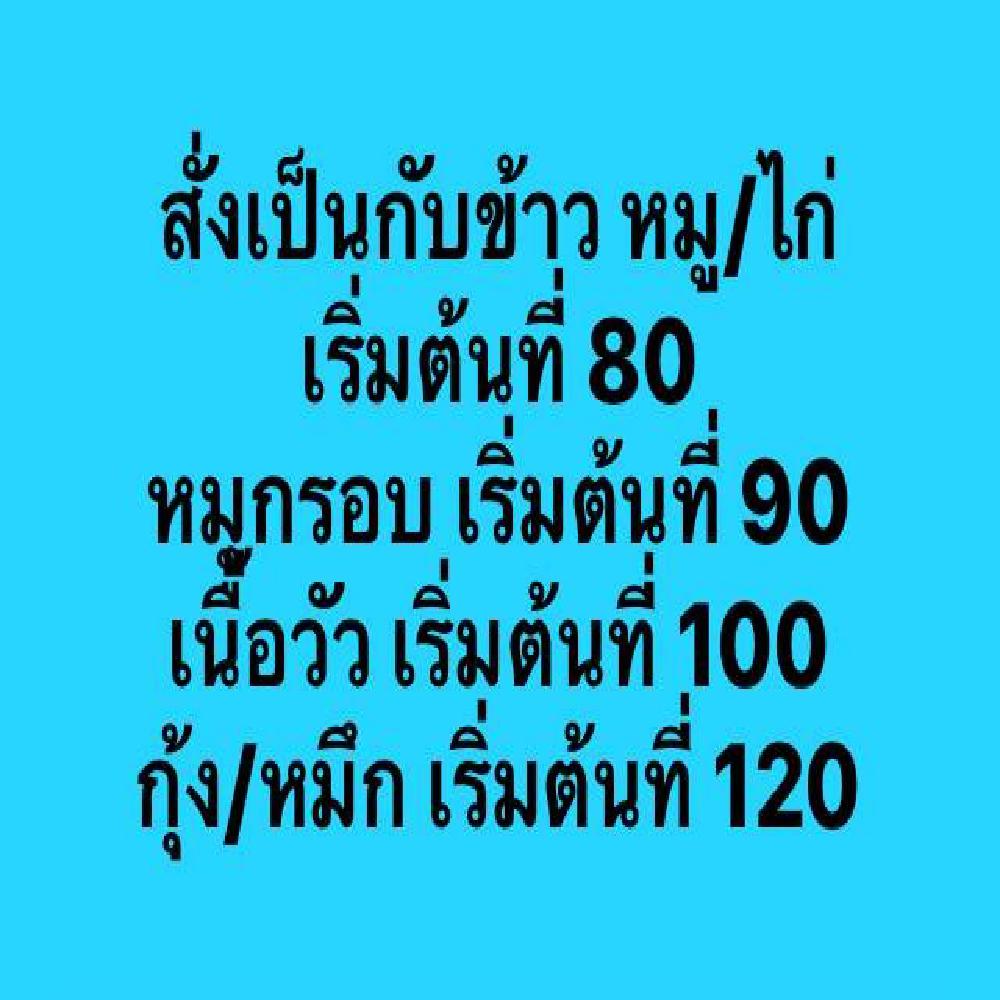 สั่งเป็นกับข้าว หมู/ไก่
เริ่มต้นที่ 80
หมูกรอบ เริ่มต้นที่ 90
เนื้อวัว เริ่มต้นที่ 100
กุ้ง/หมึก เริ่มต้นที่ 120